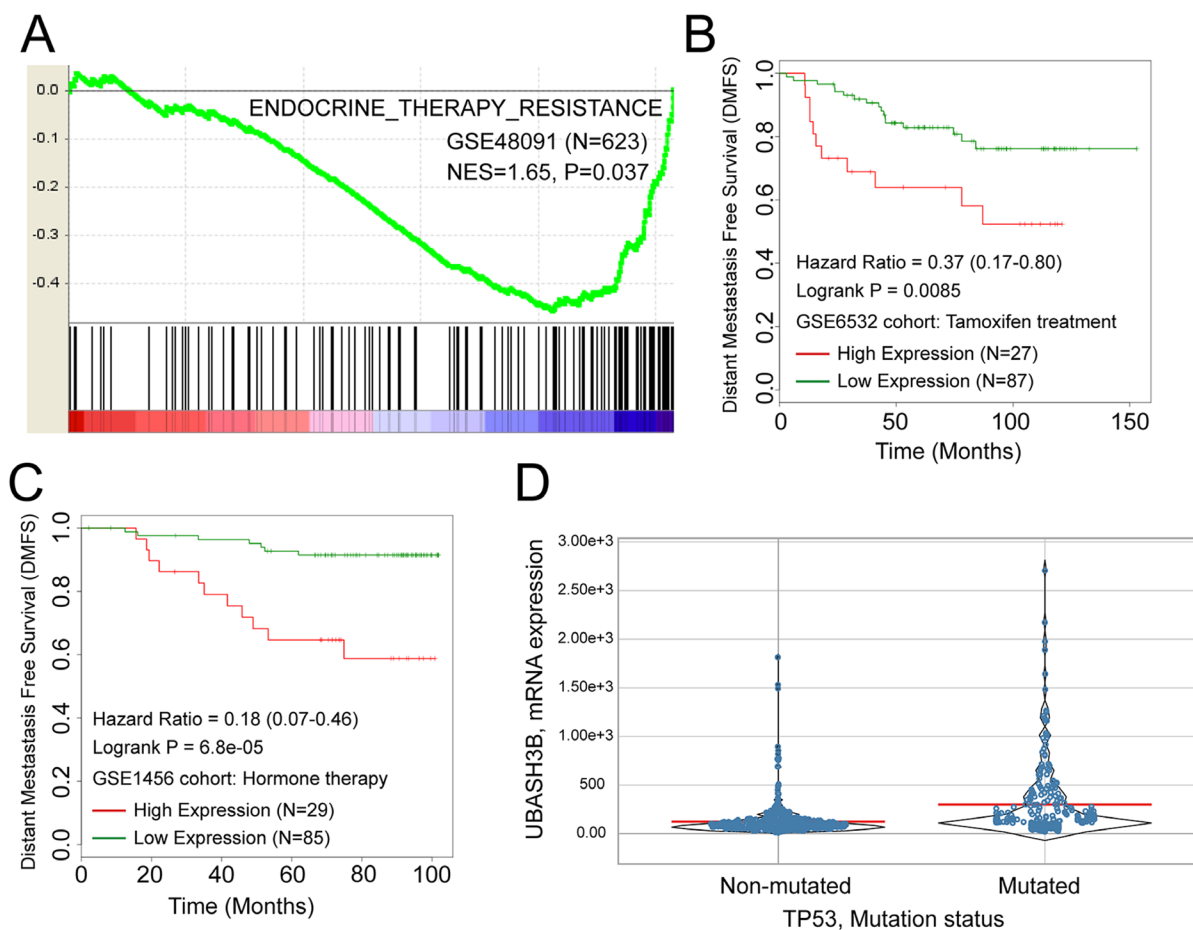 A
0.0
-0.1
-0.2
-0.3
-0.4
ENDOCRINE_THERAPY_RESISTANCE
GSE48091 (N=623)
NES=1.65, P=0.037
B
Distant Mestastasis Free Survival (DMFS)
1.0
0.8
0.6
0.4
0.2
0.0
Hazard Ratio = 0.37 (0.17-0.80)
Logrank P = 0.0085
GSE6532 cohort: Tamoxifen treatment
High Expression (N=27)
Low Expression (N=87)
0 50 100 150
Time (Months)
C
Distant Mestastasis Free Survival (DMFS)
1.0
0.8
0.6
0.4
0.2
0.0
Hazard Ratio = 0.18 (0.07-0.46)
Logrank P = 6.8e-05
GSE1456 cohort: Hormone therapy
High Expression (N=29)
Low Expression (N=85)
0 20 40 60 80 100
Time (Months)
D
UBASH3B, mRNA expression
3.00e+3
2.50e+3
2.00e+3
1.50e+3
1.00e+3
500
0.00
Non-mutated Mutated
TP53, Mutation status